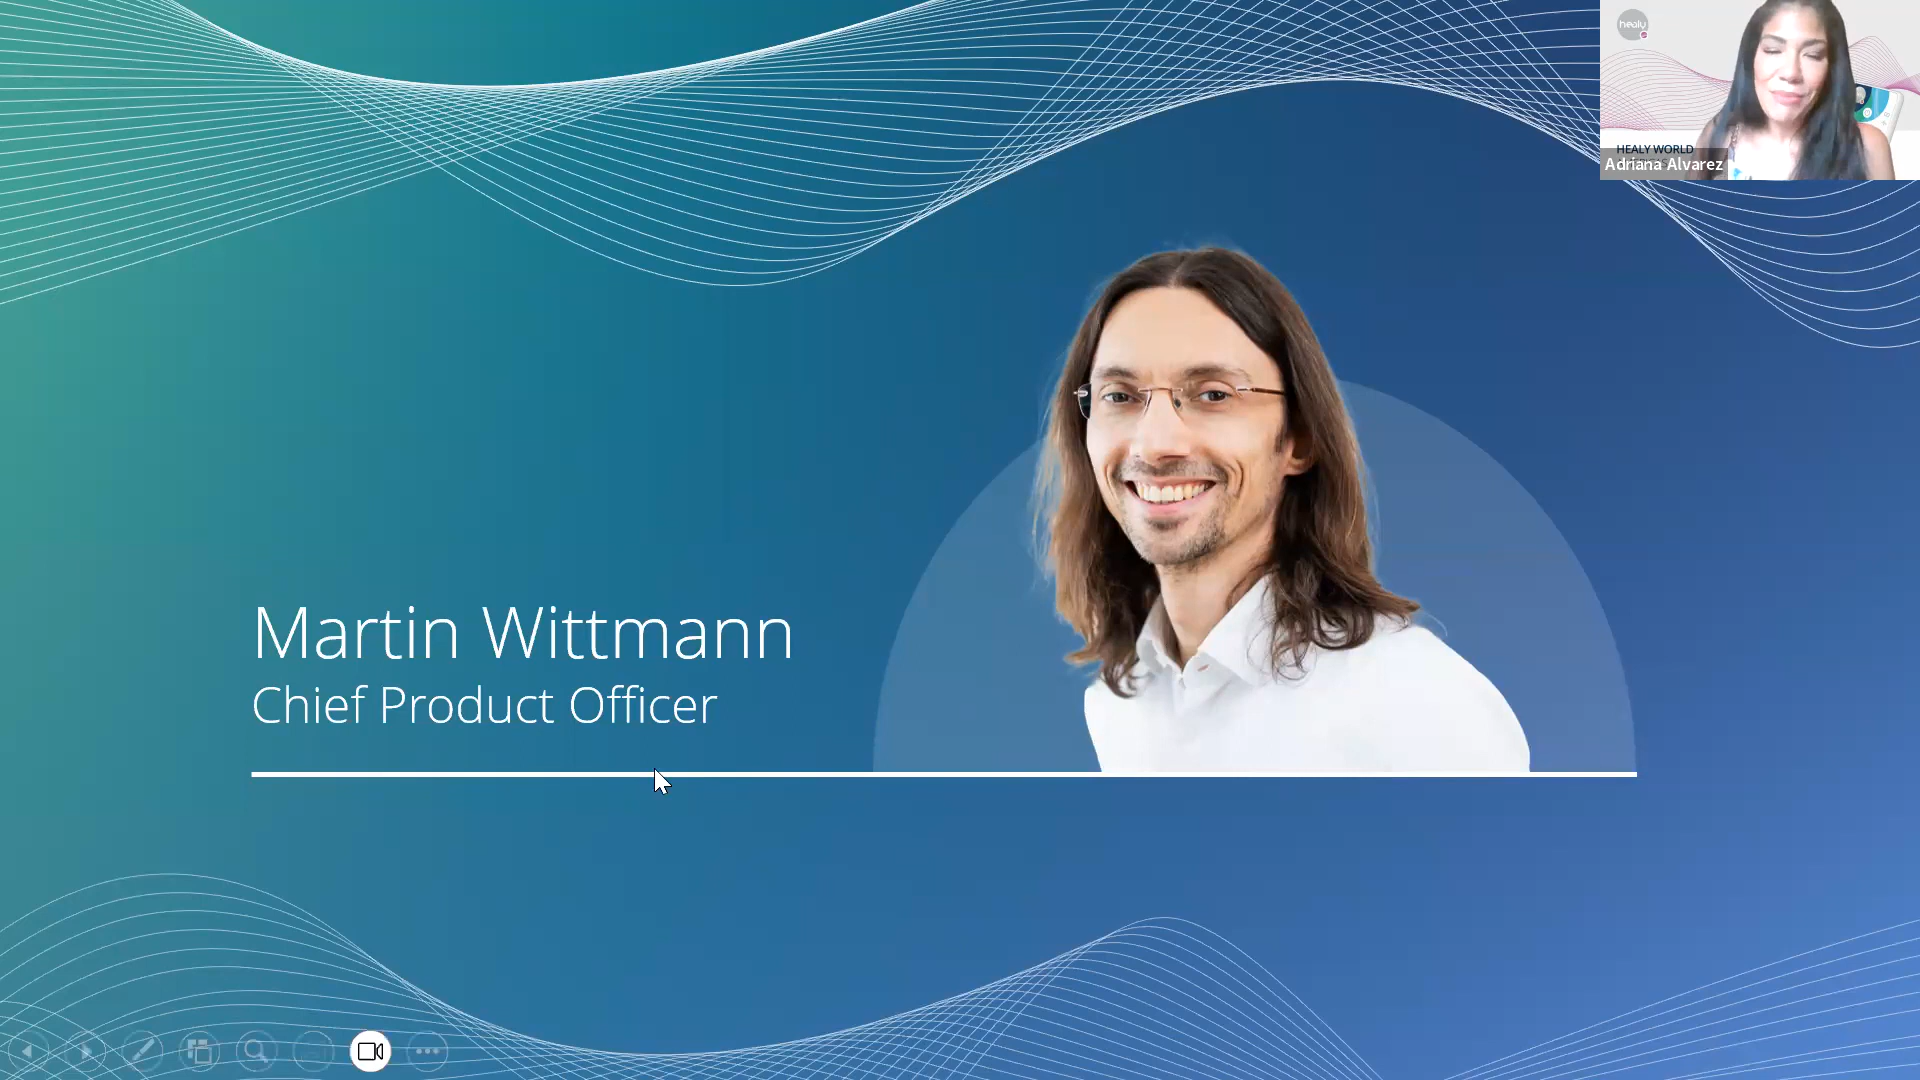 healy
HEALY WORLD
Adriana Alvarez
Martin Wittmann
Chief Product Officer